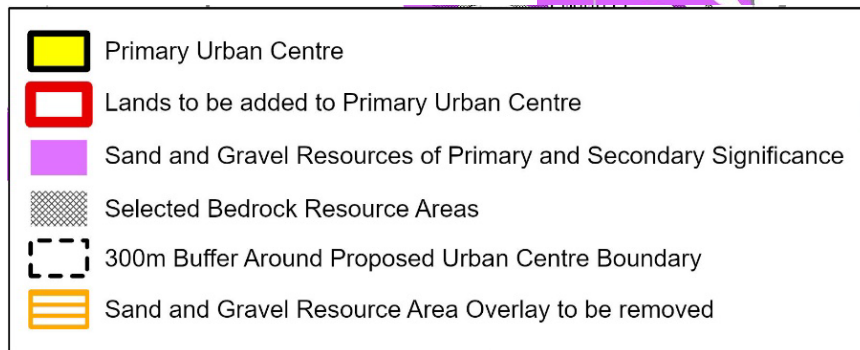 Primary Urban Centre
Lands to be added to Primary Urban Centre
Sand and Gravel Resources of Primary and Secondary Significance
Selected Bedrock Resource Areas
300m Buffer Around Proposed Urban Centre Boundary
Sand and Gravel Resource Area Overlay to be removed